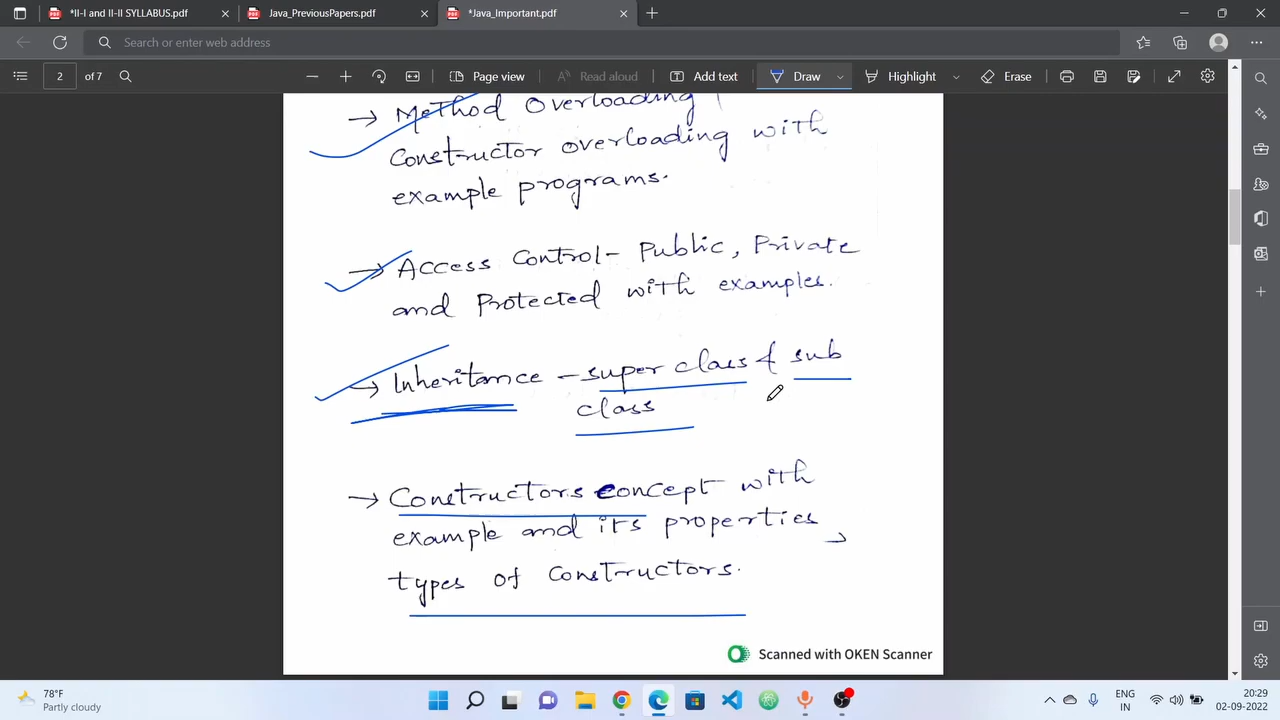 *II-I and II-II SYLLABUS.pdf
Java_PreviousPapers.pdf
*Java_Important.pdf
Search or enter web address
2 of 7
Page view
Read aloud
Add text
Draw
Highlight
Erase
→ Method Overloading |
Constructor overloading with
example programs.
→ Access Control - Public, Private
and Protected with examples.
→ Inheritance - super class & sub
class
→ Constructors concept with
example and its properties
types of constructors.
Scanned with OKEN Scanner
78°F
Partly cloudy
ENG
IN
20:29
02-09-2022